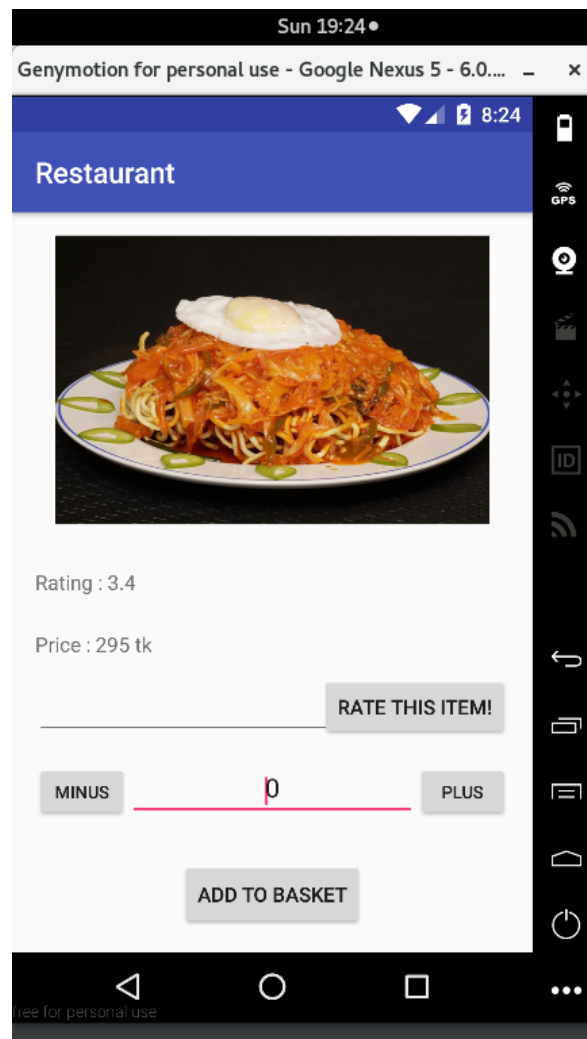 Sun 19:24
Genymotion for personal use - Google Nexus 5 - 6.0....
8:24
Restaurant
GPS
ID
Rating : 3.4
Price : 295 tk
RATE THIS ITEM!
MINUS
0
PLUS
ADD TO BASKET
free for personal use